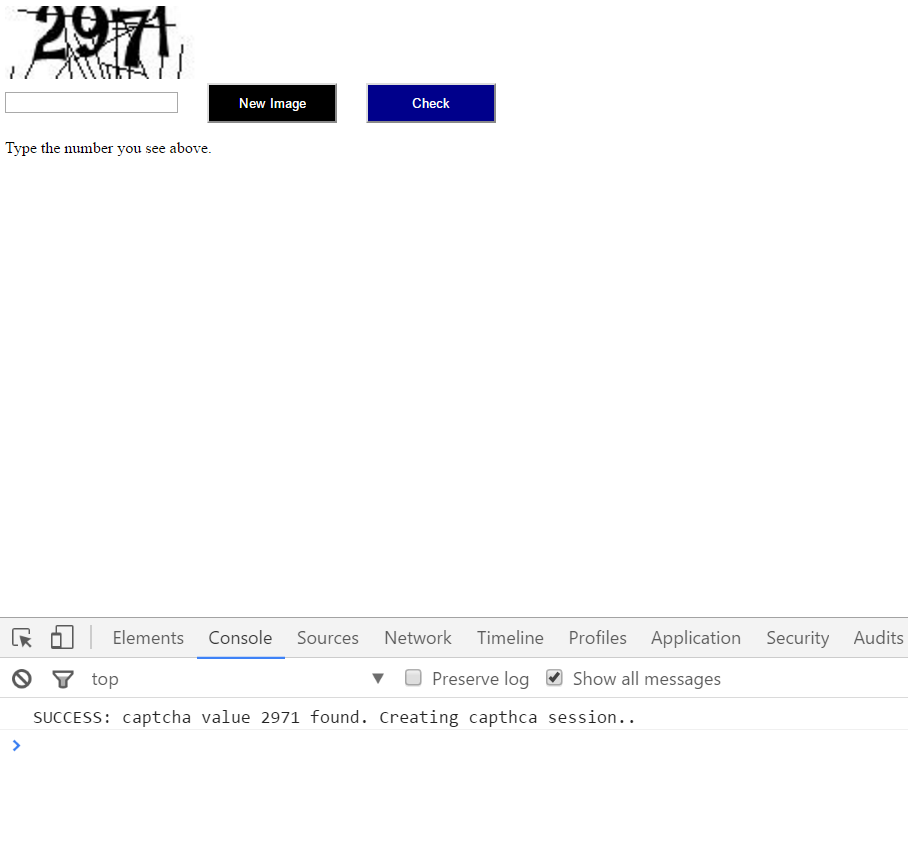 2971
New Image Check
Type the number you see above.
Elements Console Sources Network Timeline Profiles Application Security Audits
top ▼ Preserve log Show all messages
SUCCESS: captcha value 2971 found. Creating capthca session..
>